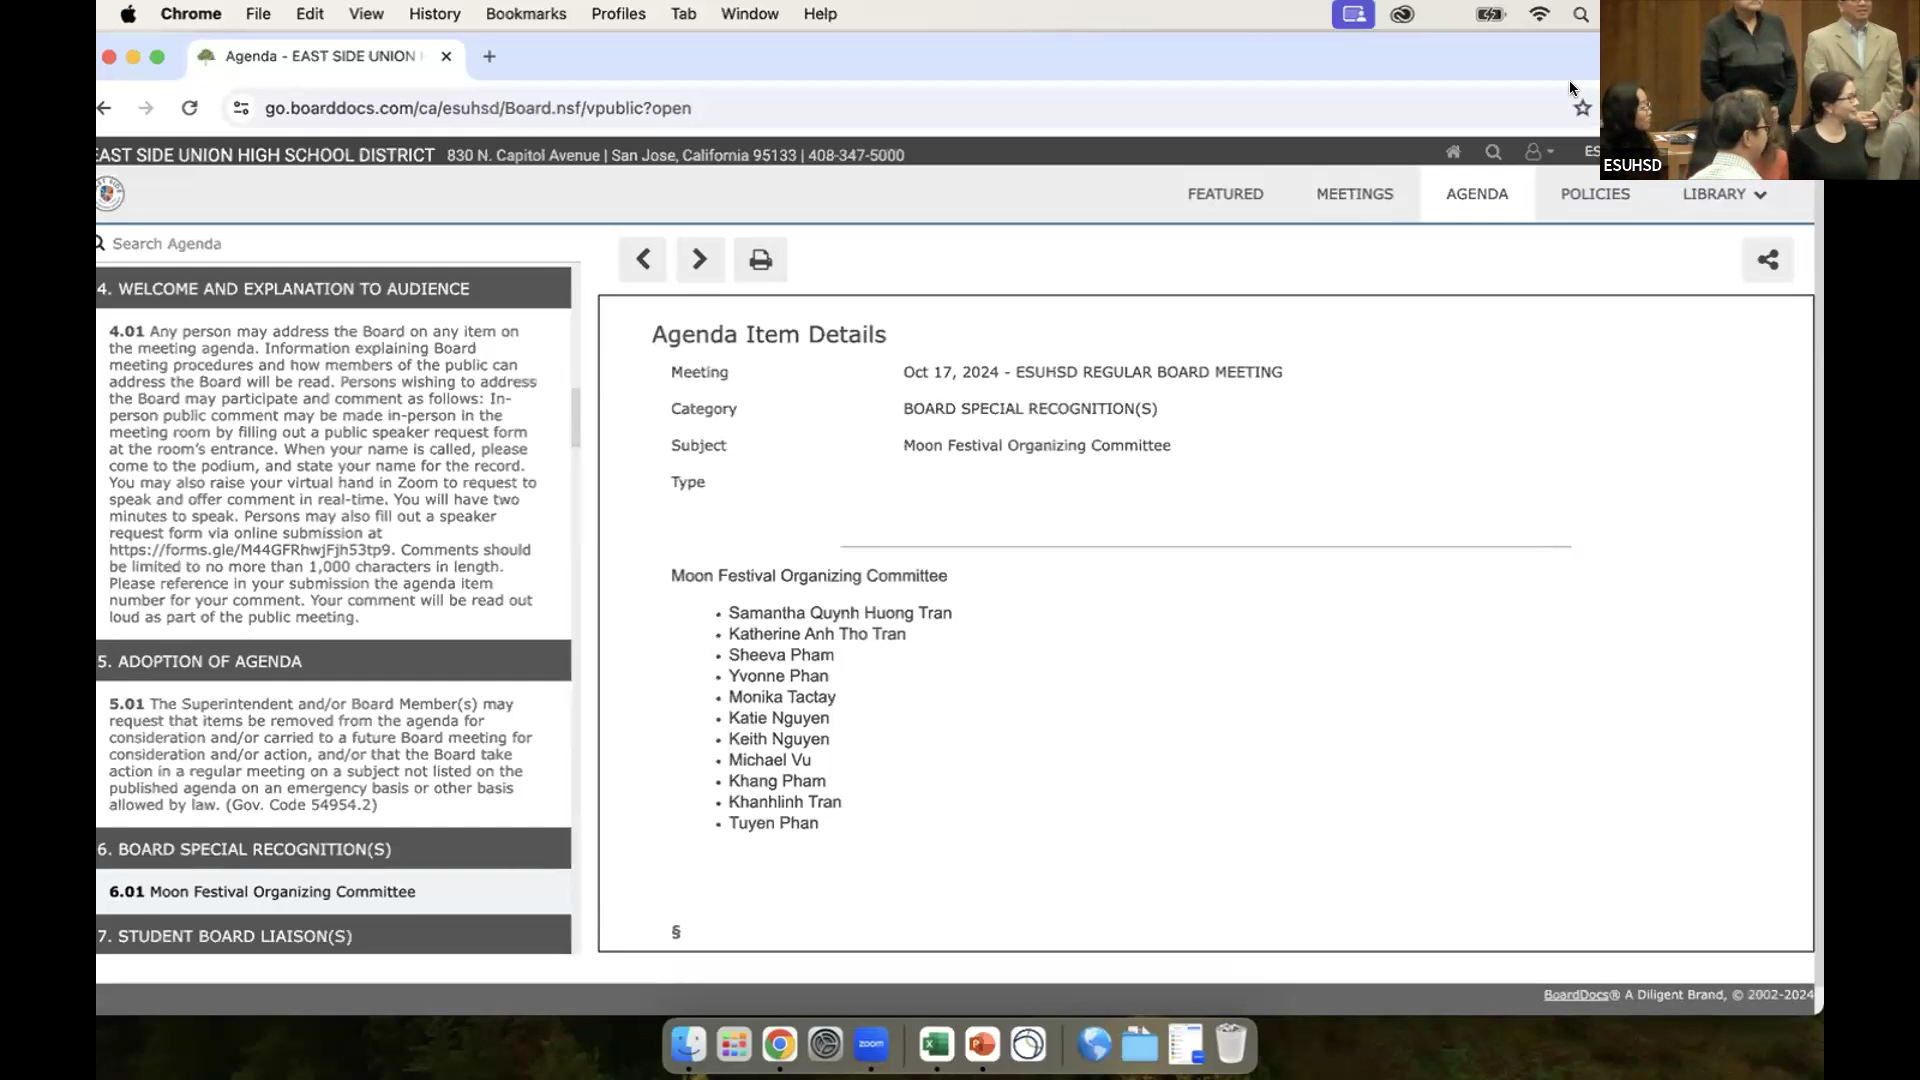 Chrome File Edit View History Bookmarks Profiles Tab Window Help
Agenda - EAST SIDE UNION
go.boarddocs.com/ca/esuhsd/Board.nsf/vpublic?open
EAST SIDE UNION HIGH SCHOOL DISTRICT 830 N. Capitol Avenue | San Jose, California 95133 | 408-347-5000
ES
ESUHSD
FEATURED MEETINGS AGENDA POLICIES LIBRARY
Search Agenda
4. WELCOME AND EXPLANATION TO AUDIENCE
4.01 Any person may address the Board on any item on
the meeting agenda. Information explaining Board
meeting procedures and how members of the public can
address the Board will be read. Persons wishing to address
the Board may participate and comment as follows: In-
person public comment may be made in-person in the
meeting room by filling out a public speaker request form
at the room's entrance. When your name is called, please
come to the podium, and state your name for the record.
You may also raise your virtual hand in Zoom to request to
speak and offer comment in real-time. You will have two
minutes to speak. Persons may also fill out a speaker
request form via online submission at
https://forms.gle/M44GFRhwjFjh53tp9. Comments should
be limited to no more than 1,000 characters in length.
Please reference in your submission the agenda item
number for your comment. Your comment will be read out
loud as part of the public meeting.
5. ADOPTION OF AGENDA
5.01 The Superintendent and/or Board Member(s) may
request that items be removed from the agenda for
consideration and/or carried to a future Board meeting for
consideration and/or action, and/or that the Board take
action in a regular meeting on a subject not listed on the
published agenda on an emergency basis or other basis
allowed by law. (Gov. Code 54954.2)
6. BOARD SPECIAL RECOGNITION(S)
6.01 Moon Festival Organizing Committee
7. STUDENT BOARD LIAISON(S)
Agenda Item Details
Meeting Oct 17, 2024 - ESUHSD REGULAR BOARD MEETING
Category BOARD SPECIAL RECOGNITION(S)
Subject Moon Festival Organizing Committee
Type
Moon Festival Organizing Committee
• Samantha Quynh Huong Tran
• Katherine Anh Tho Tran
• Sheeva Pham
• Yvonne Phan
• Monika Tactay
• Katie Nguyen
• Keith Nguyen
• Michael Vu
• Khang Pham
• Khanhlinh Tran
• Tuyen Phan
§
BoardDocs® A Diligent Brand, © 2002-2024
zoom